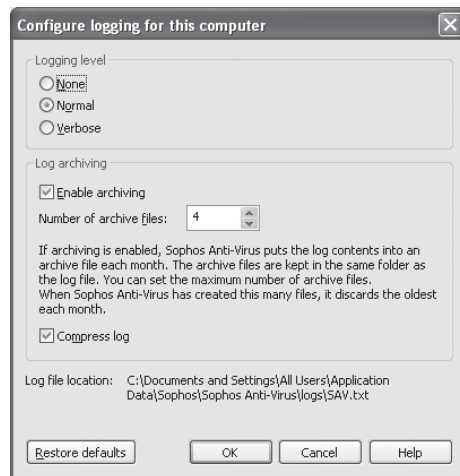 Configure logging for this computer
Logging level
None
Normal
Verbose
Log archiving
Enable archiving
Number of archive files: 4
If archiving is enabled, Sophos Anti-Virus puts the log contents into an
archive file each month. The archive files are kept in the same folder as
the log file. You can set the maximum number of archive files.
When Sophos Anti-Virus has created this many files, it discards the oldest
each month.
Compress log
Log file location: C:\Documents and Settings\All Users\Application
Data\Sophos\Sophos Anti-Virus\logs\SAV.txt
Restore defaults OK Cancel Help